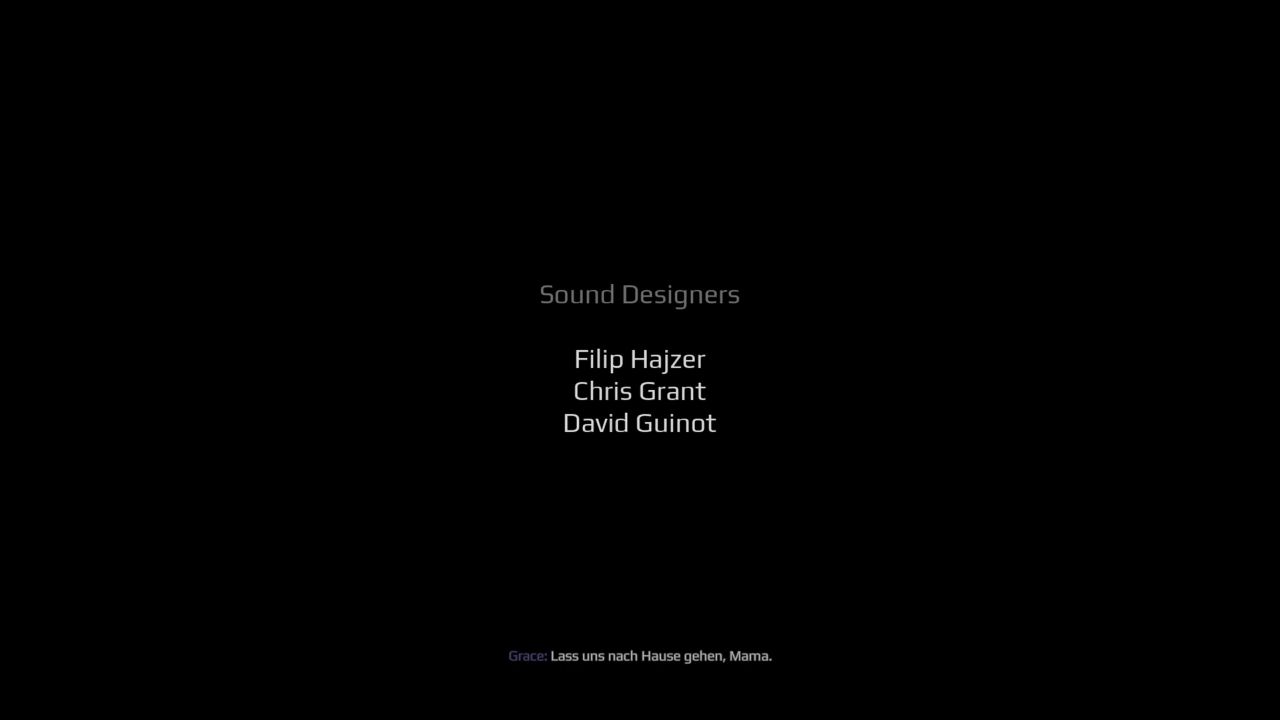 Sound Designers
Filip Hajzer
Chris Grant
David Guinot
Grace: Lass uns nach Hause gehen, Mama.